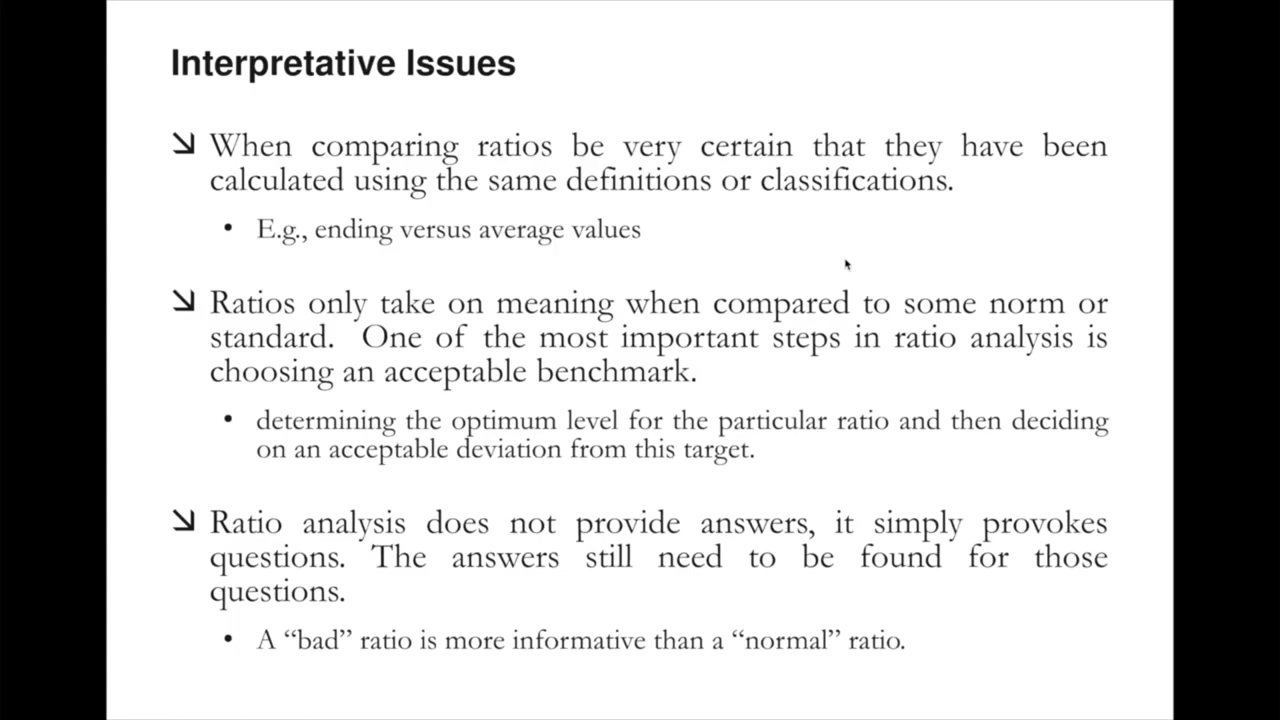 Interpretative Issues
When comparing ratios be very certain that they have been
calculated using the same definitions or classifications.
• E.g., ending versus average values
Ratios only take on meaning when compared to some norm or
standard. One of the most important steps in ratio analysis is
choosing an acceptable benchmark.
• determining the optimum level for the particular ratio and then deciding
on an acceptable deviation from this target.
Ratio analysis does not provide answers, it simply provokes
questions. The answers still need to be found for those
questions.
• A “bad” ratio is more informative than a “normal” ratio.